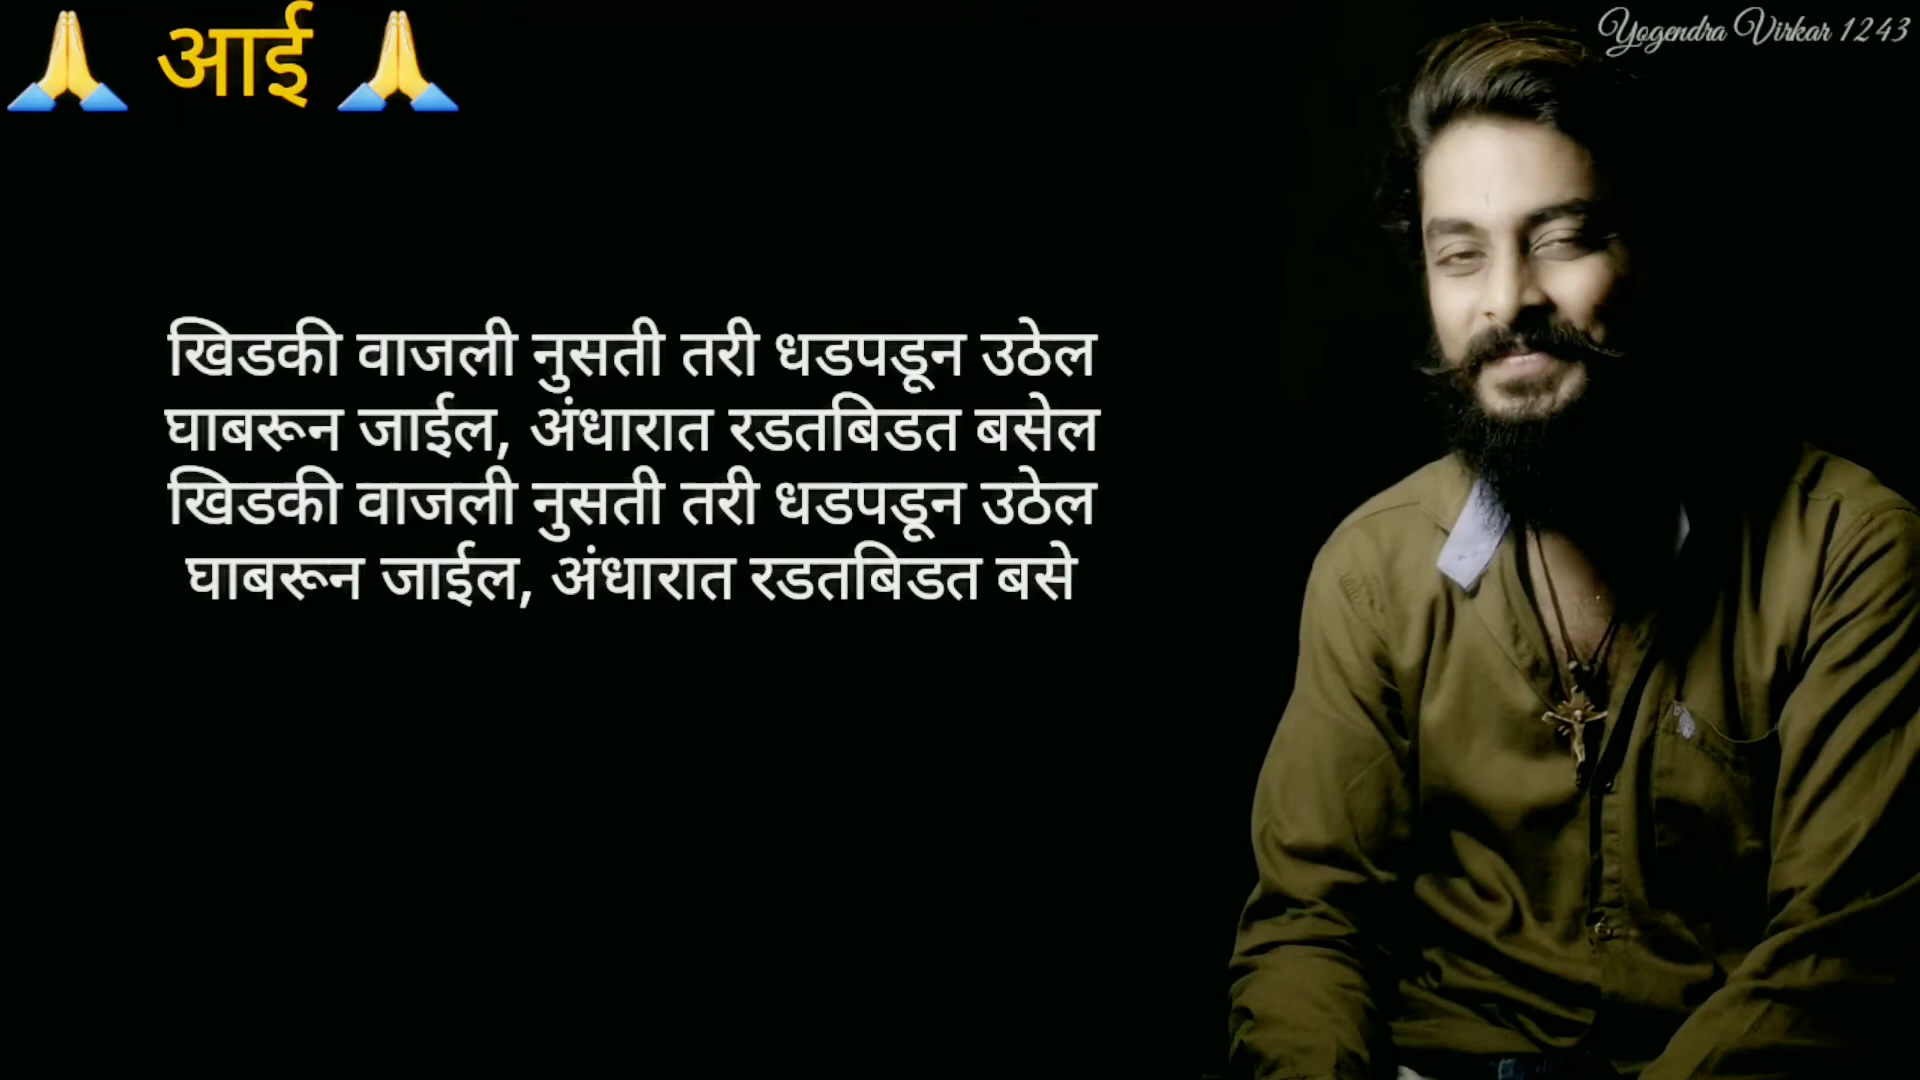 🙏 आई 🙏
Yogendra Virkar 1243
खिडकी वाजली नुसती तरी धडपडून उठेल
घाबरून जाईल, अंधारात रडतबिडत बसेल
खिडकी वाजली नुसती तरी धडपडून उठेल
घाबरून जाईल, अंधारात रडतबिडत बसे